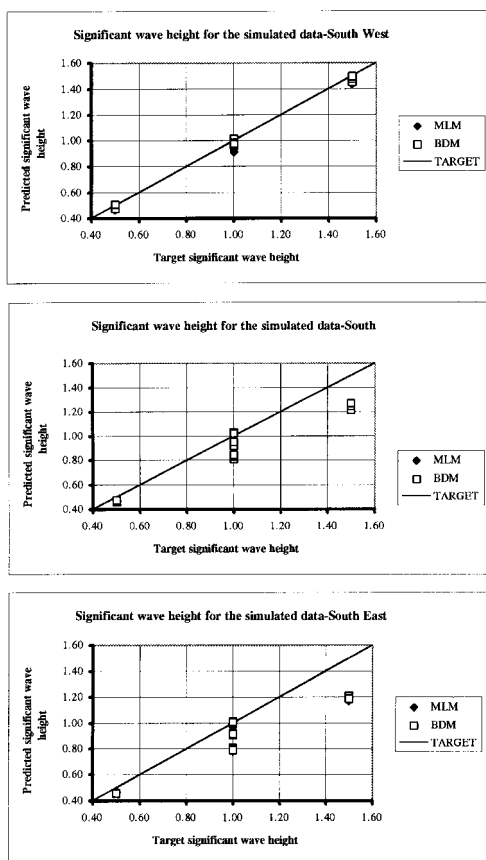 Significant wave height for the simulated data-South West
Predicted significant wave
height
1.60
1.40
1.20
1.00
0.80
0.60
0.40
0.40 0.60 0.80 1.00 1.20 1.40 1.60
Target significant wave height
MLM
BDM
TARGET
Significant wave height for the simulated data-South
Predicted significant wave
height
1.60
1.40
1.20
1.00
0.80
0.60
0.40
0.40 0.60 0.80 1.00 1.20 1.40 1.60
Target significant wave height
MLM
BDM
TARGET
Significant wave height for the simulated data-South East
Predicted significant wave
height
1.60
1.40
1.20
1.00
0.80
0.60
0.40
0.40 0.60 0.80 1.00 1.20 1.40 1.60
Target significant wave height
MLM
BDM
TARGET